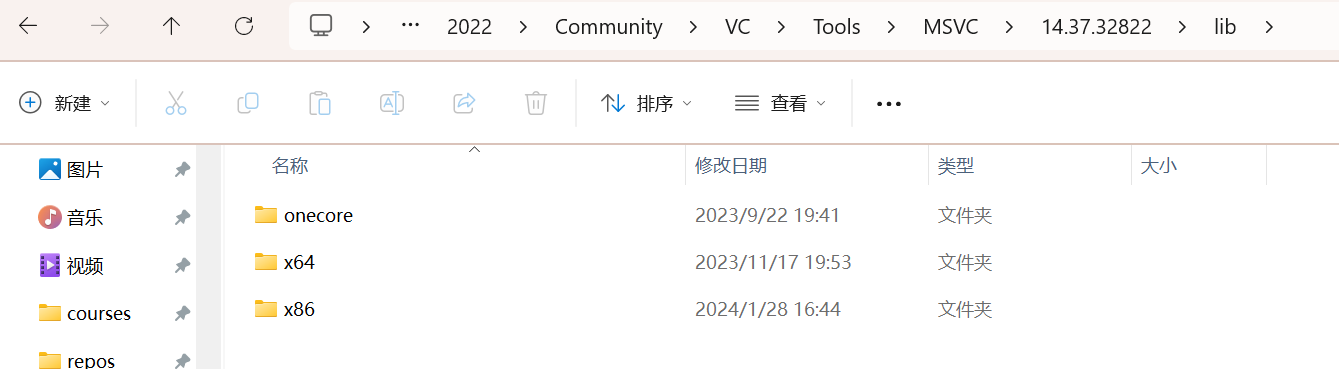 2022 Community VC Tools MSVC 14.37.32822 lib
新建 排序 查看
名称 修改日期 类型 大小
图片
音乐
视频
courses
repos
onecore 2023/9/22 19:41 文件夹
x64 2023/11/17 19:53 文件夹
x86 2024/1/28 16:44 文件夹